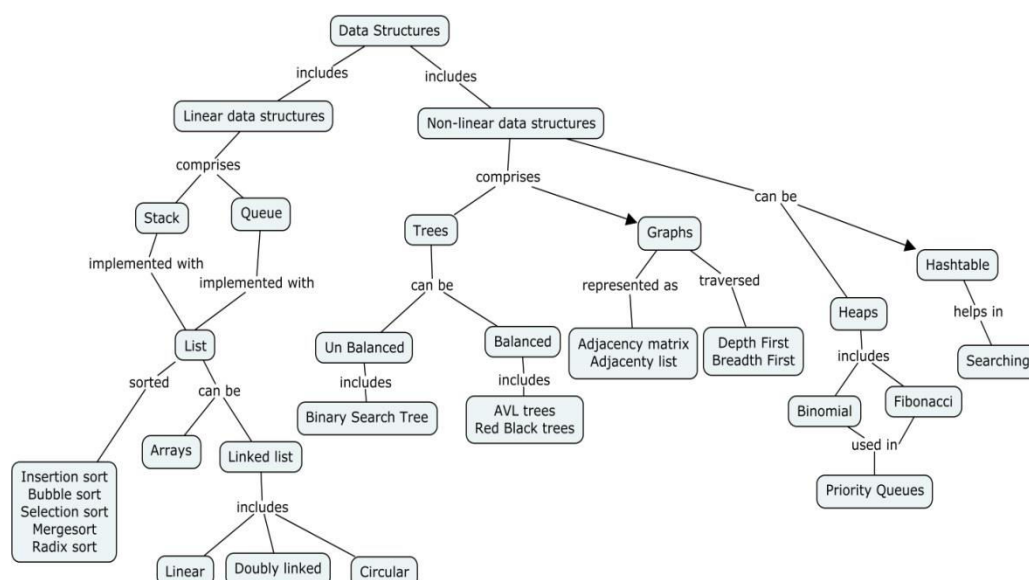 Data Structures
includes
includes
Linear data structures
Non-linear data structures
comprises
comprises
can be
Stack
Queue
Trees
Graphs
Hashtable
implemented with
implemented with
can be
represented as
traversed
Heaps
helps in
List
Un Balanced
Balanced
Adjacency matrix
Adjacenty list
Depth First
Breadth First
includes
Searching
sorted
can be
includes
includes
Binomial
Fibonacci
Arrays
Linked list
Binary Search Tree
AVL trees
Red Black trees
used in
Insertion sort
Bubble sort
Selection sort
Mergesort
Radix sort
includes
Priority Queues
Linear
Doubly linked
Circular